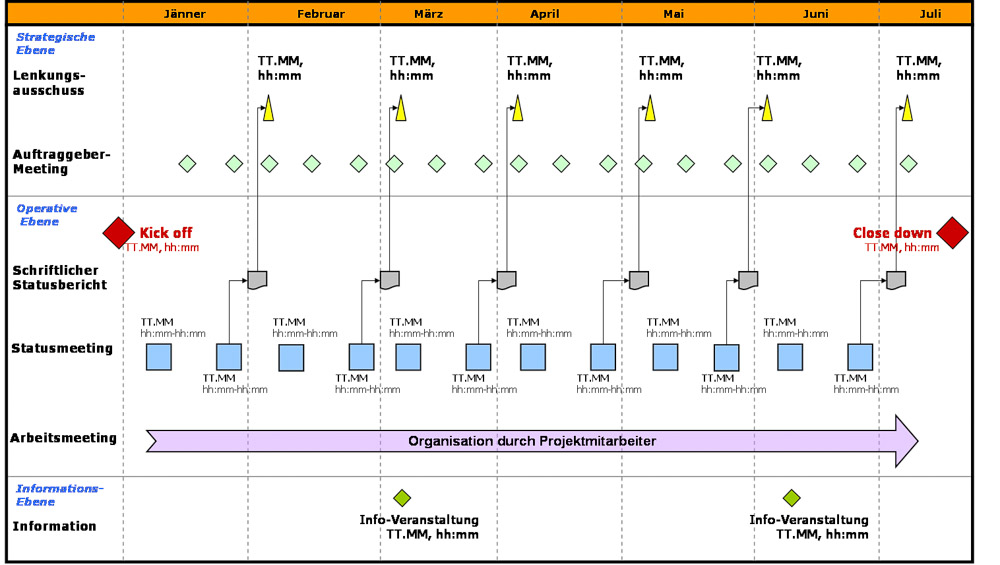 Jänner Februar März April Mai Juni Juli
Strategische
Ebene
Lenkungs-
ausschuss
TT.MM,
hh:mm
TT.MM,
hh:mm
TT.MM,
hh:mm
TT.MM,
hh:mm
TT.MM,
hh:mm
TT.MM,
hh:mm
Auftraggeber-
Meeting
Operative
Ebene
Kick off
TT.MM, hh:mm
Close down
TT.MM, hh:mm
Schriftlicher
Statusbericht
Statusmeeting
TT.MM
hh:mm-hh:mm
TT.MM
hh:mm-hh:mm
TT.MM
hh:mm-hh:mm
TT.MM
hh:mm-hh:mm
TT.MM
hh:mm-hh:mm
TT.MM
hh:mm-hh:mm
TT.MM
hh:mm-hh:mm
TT.MM
hh:mm-hh:mm
TT.MM
hh:mm-hh:mm
TT.MM
hh:mm-hh:mm
TT.MM
hh:mm-hh:mm
TT.MM
hh:mm-hh:mm
Arbeitsmeeting
Organisation durch Projektmitarbeiter
Informations-
Ebene
Information
Info-Veranstaltung
TT.MM, hh:mm
Info-Veranstaltung
TT.MM, hh:mm